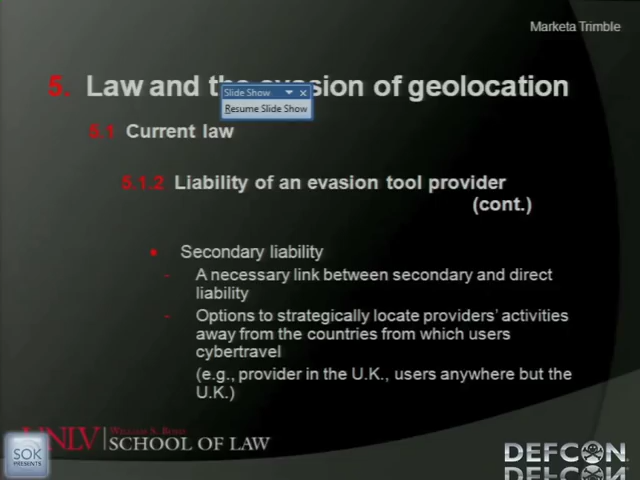 Marketa Trimble
5. Law and the evasion of geolocation
Slide Show
Resume Slide Show
5.1 Current law
5.1.2 Liability of an evasion tool provider
(cont.)
Secondary liability
- A necessary link between secondary and direct
liability
- Options to strategically locate providers' activities
away from the countries from which users
cybertravel
(e.g., provider in the U.K., users anywhere but the
U.K.)
UNLV WILLIAM S. BOYD
SCHOOL OF LAW
SOK
PRESENTS
DEFCON